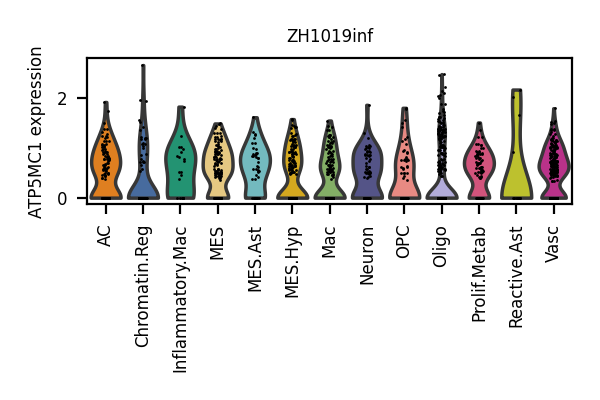 ZH1019inf
ATP5MC1 expression
2
0
AC
Chromatin.Reg
Inflammatory.Mac
MES
MES.Ast
MES.Hyp
Mac
Neuron
OPC
Oligo
Prolif.Metab
Reactive.Ast
Vasc